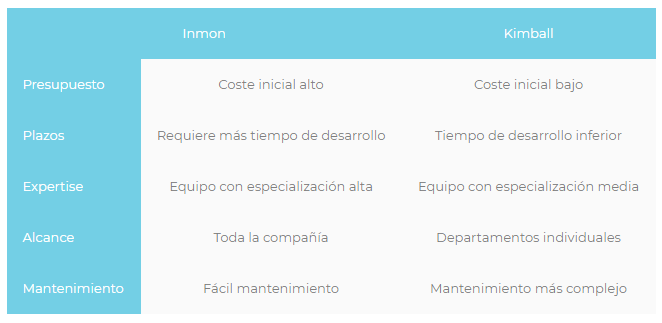 Inmon Kimball
Presupuesto Coste inicial alto Coste inicial bajo
Plazos Requiere más tiempo de desarrollo Tiempo de desarrollo inferior
Expertise Equipo con especialización alta Equipo con especialización media
Alcance Toda la compañía Departamentos individuales
Mantenimiento Fácil mantenimiento Mantenimiento más complejo